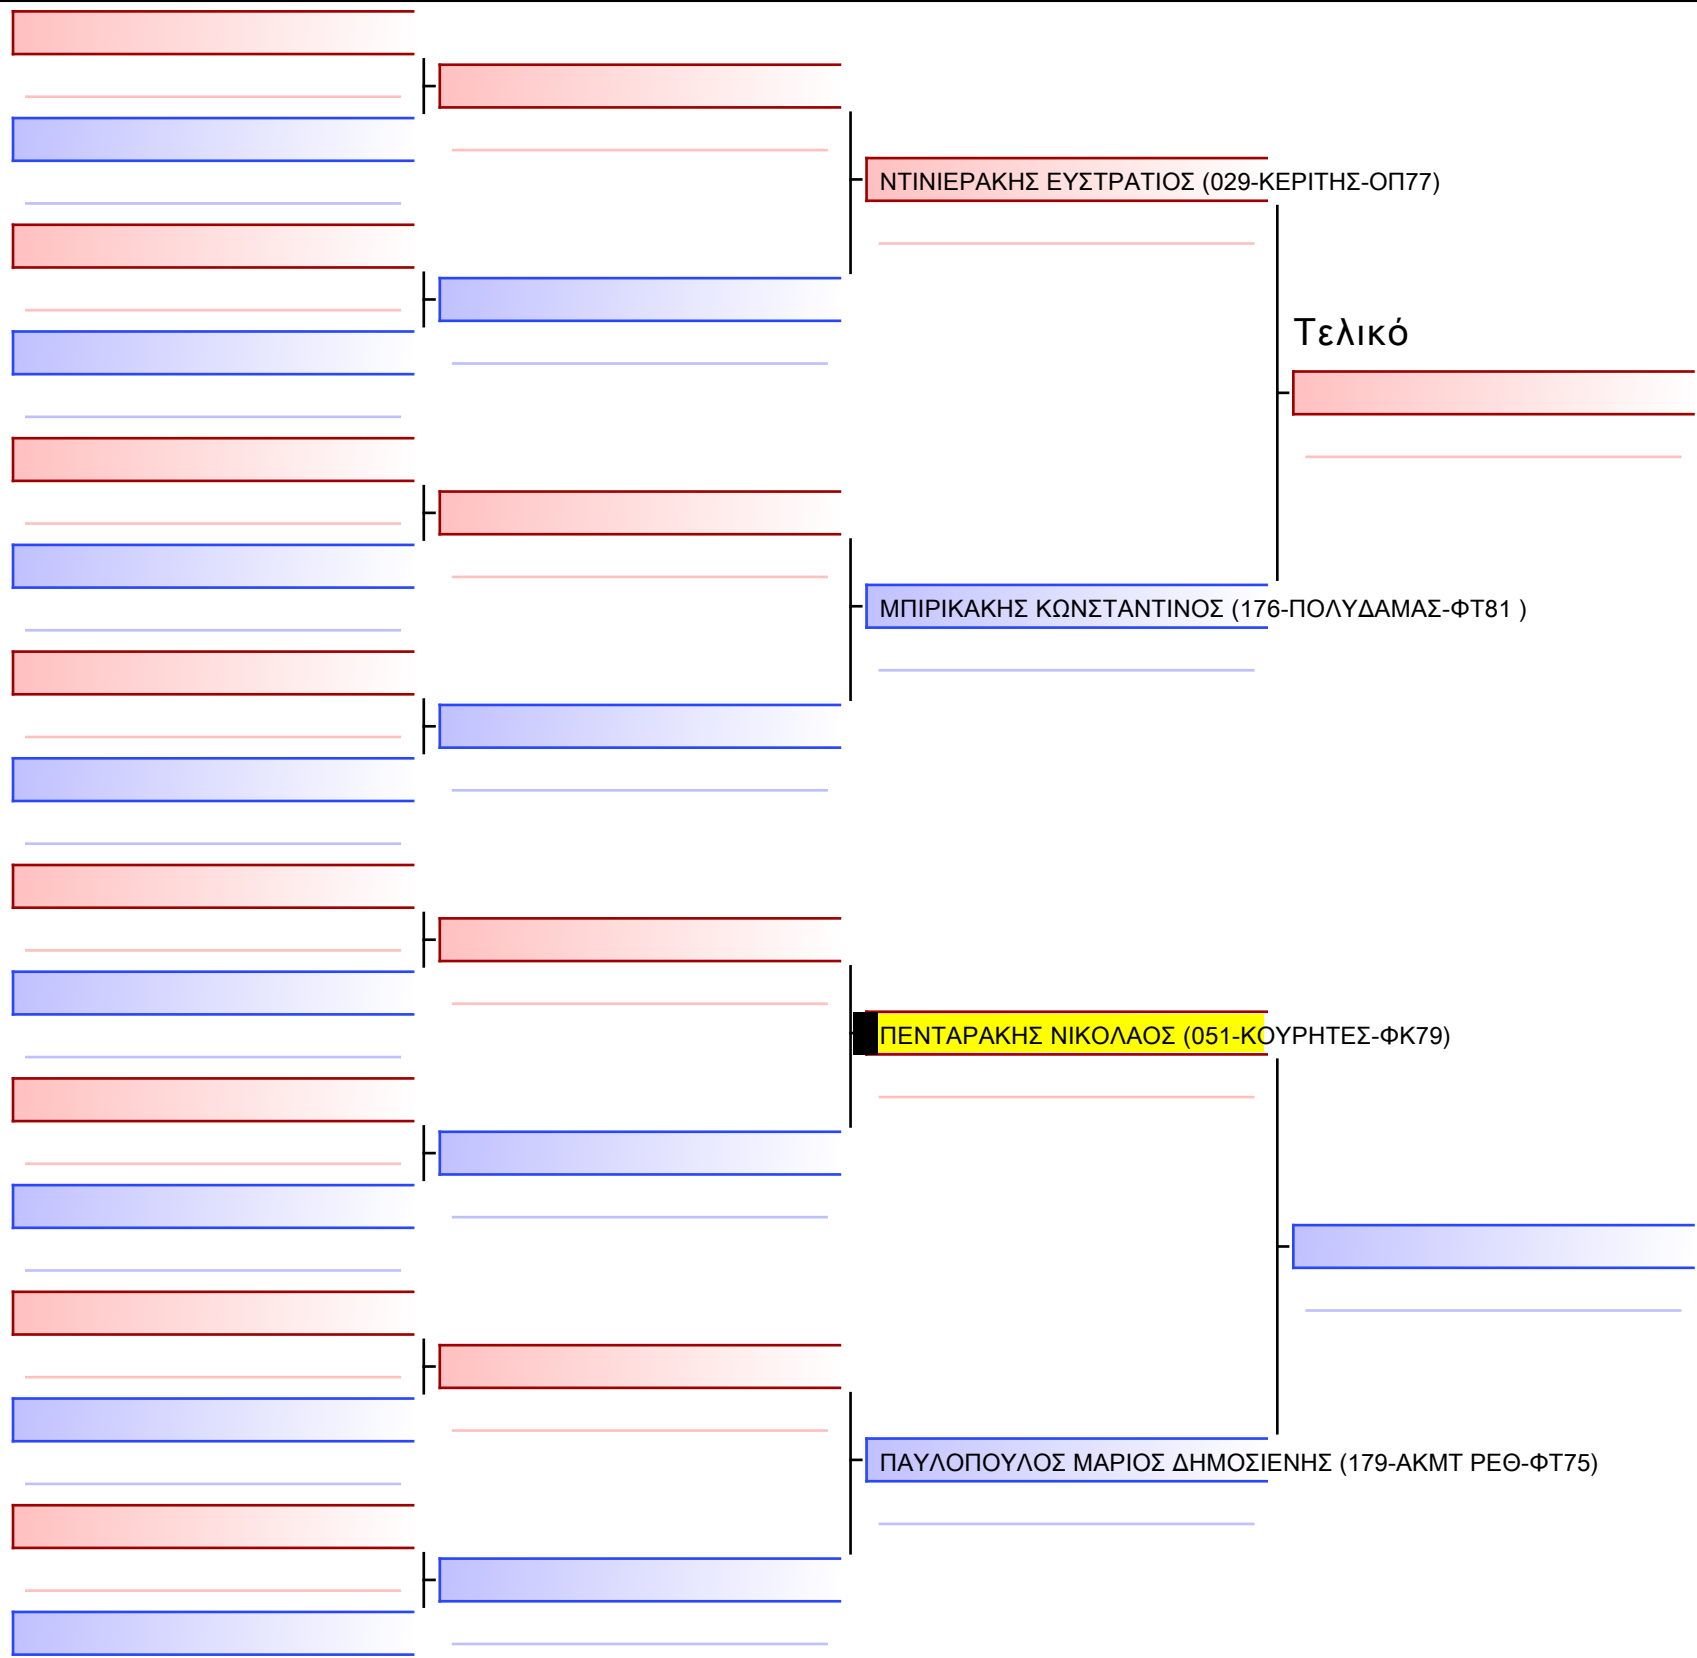 ΝΤΙΝΙΕΡΑΚΗΣ ΕΥΣΤΡΑΤΙΟΣ (029-ΚΕΡΙΤΗΣ-ΟΠ77)
Τελικό
ΜΠΙΡΙΚΑΚΗΣ ΚΩΝΣΤΑΝΤΙΝΟΣ (176-ΠΟΛΥΔΑΜΑΣ-ΦΤ81 )
ΠΕΝΤΑΡΑΚΗΣ ΝΙΚΟΛΑΟΣ (051-ΚΟΥΡΗΤΕΣ-ΦΚ79)
ΠΑΥΛΟΠΟΥΛΟΣ ΜΑΡΙΟΣ ΔΗΜΟΣΙΕΝΗΣ (179-ΑΚΜΤ ΡΕΘ-ΦΤ75)